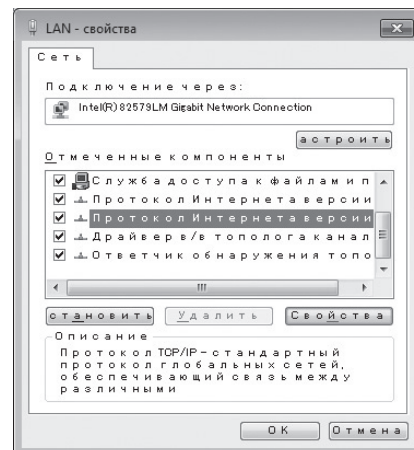 LAN - свойства
Сеть
Подключение через:
Intel(R) 82579LM Gigabit Network Connection
астроить
Отмеченные компоненты
Служба доступа к файлам и п
Протокол Интернета версии
Протокол Интернета версии
Драйвер в/в тополога канал
Ответчик обнаружения топо
становить Удалить Свойства
Описание
Протокол TCP/IP – стандартный
протокол глобальных сетей,
обеспечивающий связь между
различными
OK Отмена